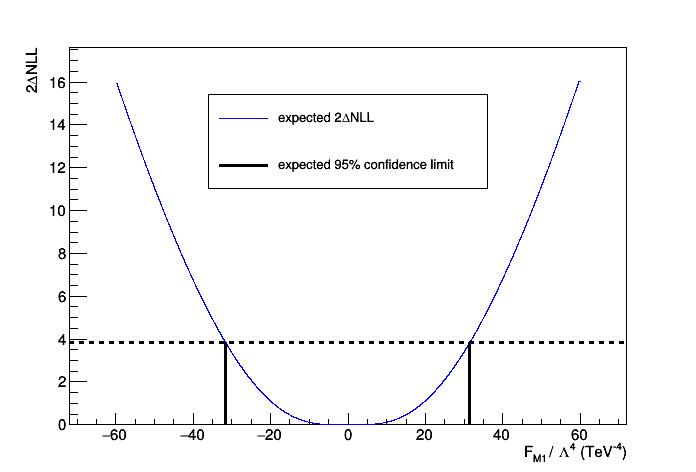 2ΔNLL
16
14
12
10
8
6
4
2
0
expected 2ΔNLL
expected 95% confidence limit
−60 −40 −20 0 20 40 60
F_M1 / Λ^4 (TeV^-4)